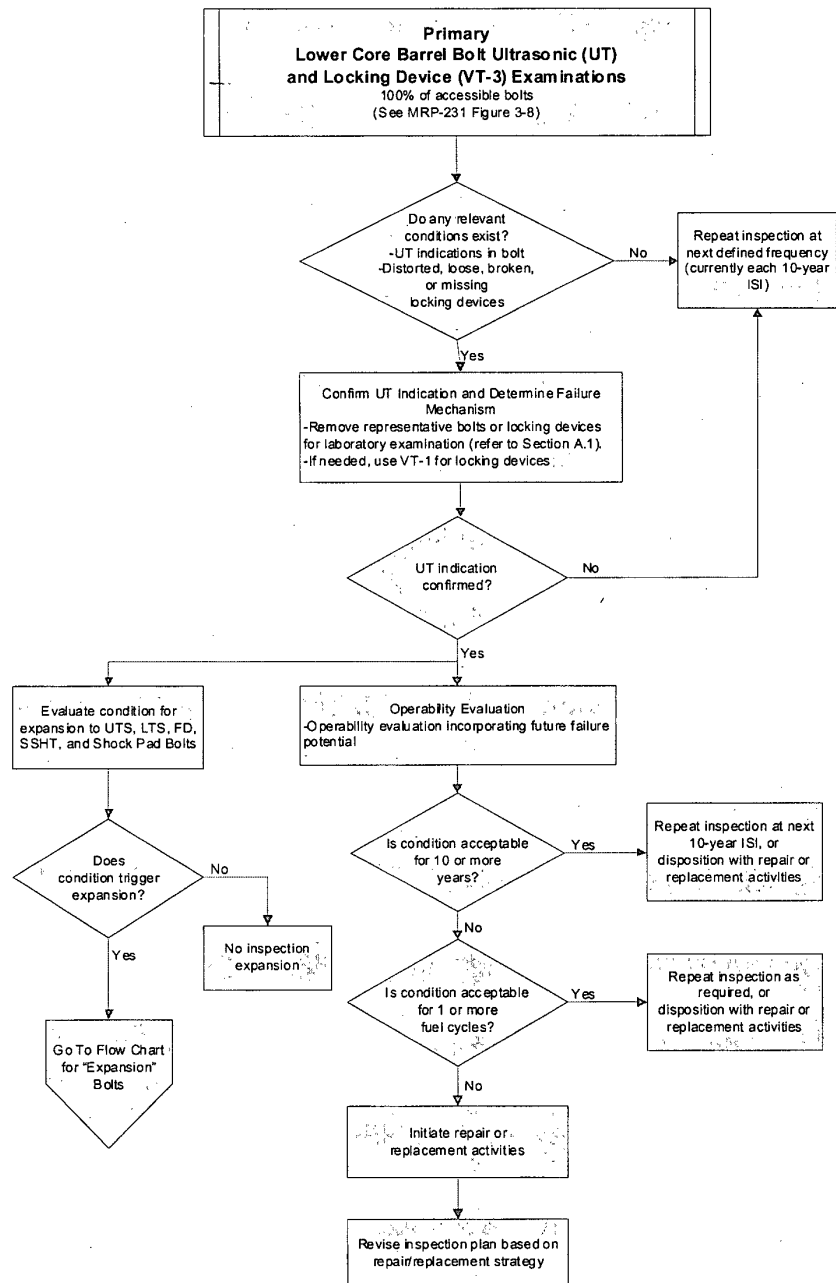 Primary
Lower Core Barrel Bolt Ultrasonic (UT)
and Locking Device (VT-3) Examinations
100% of accessible bolts
(See MRP-231 Figure 3-8)
Do any relevant
conditions exist?
-UT indications in bolt
-Distorted, loose, broken,
or missing
locking devices
No
Repeat inspection at
next defined frequency
(currently each 10-year
ISI)
Yes
Confirm UT Indication and Determine Failure
Mechanism
-Remove representative bolts or locking devices
for laboratory examination (refer to Section A.1).
-If needed, use VT-1 for locking devices
UT indication
confirmed?
No
Yes
Evaluate condition for
expansion to UTS, LTS, FD,
SSHT, and Shock Pad Bolts
Operability Evaluation
-Operability evaluation incorporating future failure
potential
Does
condition trigger
expansion?
No
No inspection
expansion
Yes
Go To Flow Chart
for "Expansion"
Bolts
Is condition acceptable
for 10 or more
years?
Yes
Repeat inspection at next
10-year ISI, or
disposition with repair or
replacement activities
No
Is condition acceptable
for 1 or more
fuel cycles?
Yes
Repeat inspection as
required, or
disposition with repair or
replacement activities
No
Initiate repair or
replacement activities
Revise inspection plan based on
repair/replacement strategy